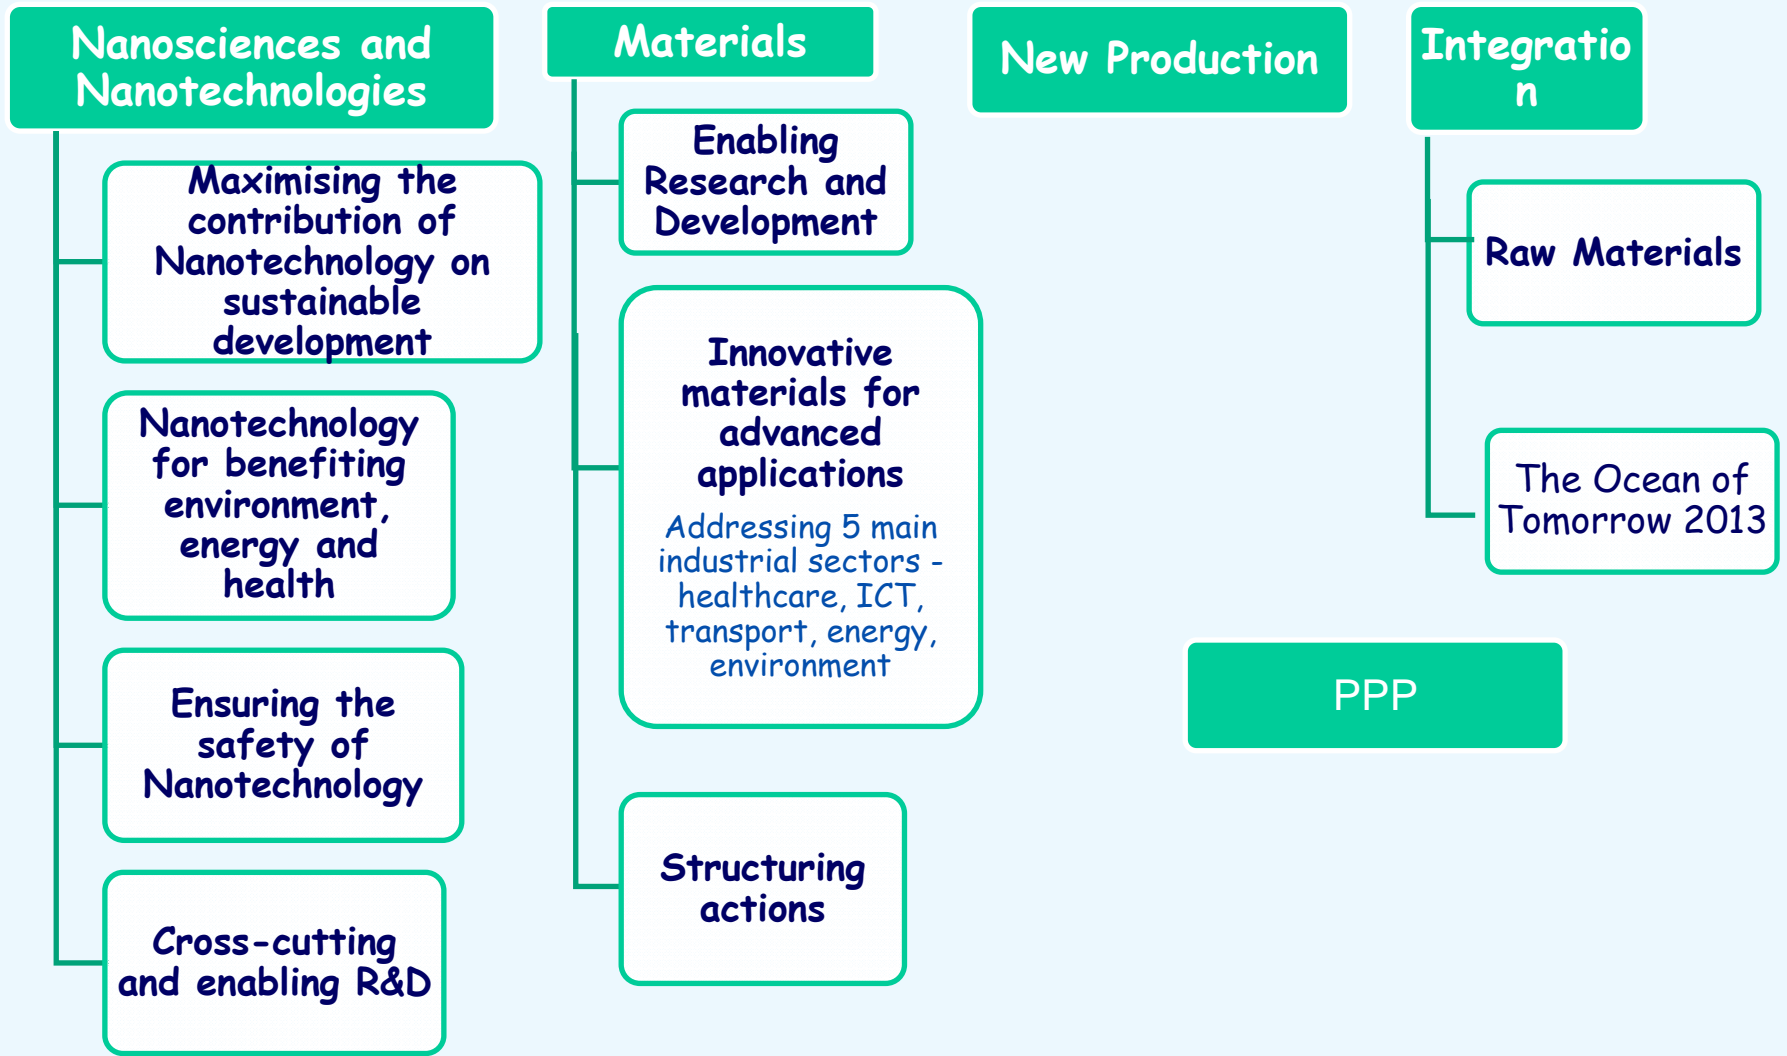 Nanosciences and
Nanotechnologies
Maximising the
contribution of
Nanotechnology on
sustainable
development
Nanotechnology
for benefiting
environment,
energy and
health
Ensuring the
safety of
Nanotechnology
Cross-cutting
and enabling R&D
Materials
Enabling
Research and
Development
Innovative
materials for
advanced
applications
Addressing 5 main
industrial sectors -
healthcare, ICT,
transport, energy,
environment
Structuring
actions
New Production
Integratio
n
Raw Materials
The Ocean of
Tomorrow 2013
PPP